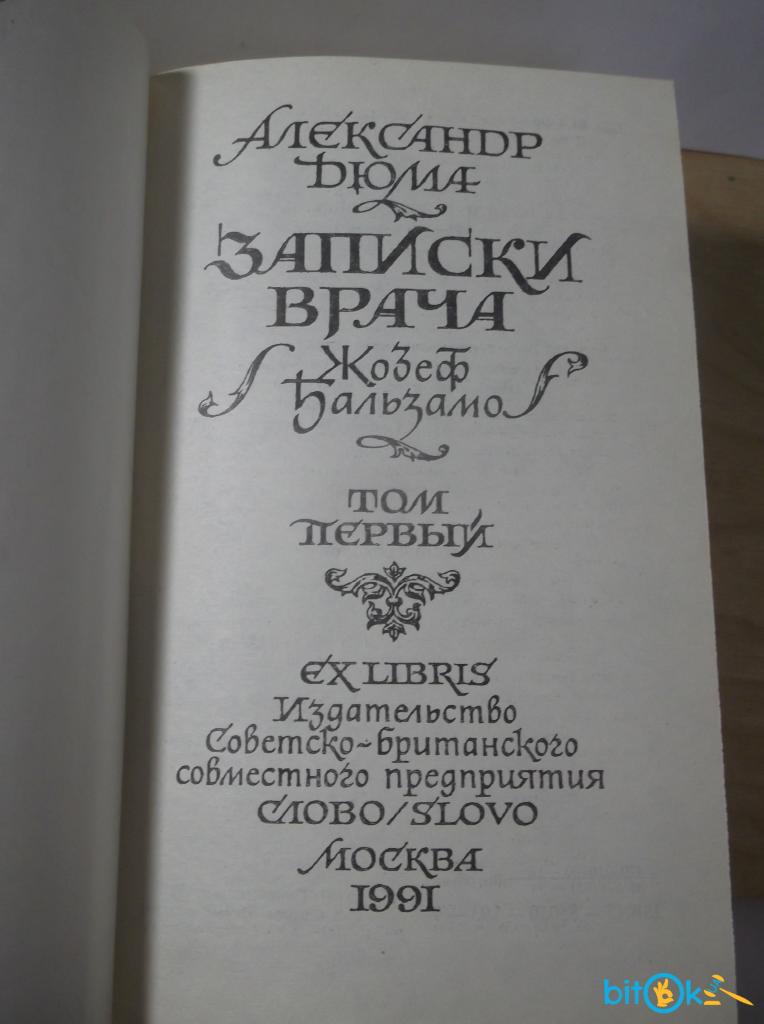 АЛЕКСАНДР
ДЮМА
ЗАПИСКИ
ВРАЧА
Жозеф
Бальзамо
ТОМ
ПЕРВЫЙ
EX LIBRIS
Издательство
Советско-британского
совместного предприятия
СЛОВО/SLOVO
МОСКВА
1991
bitOk